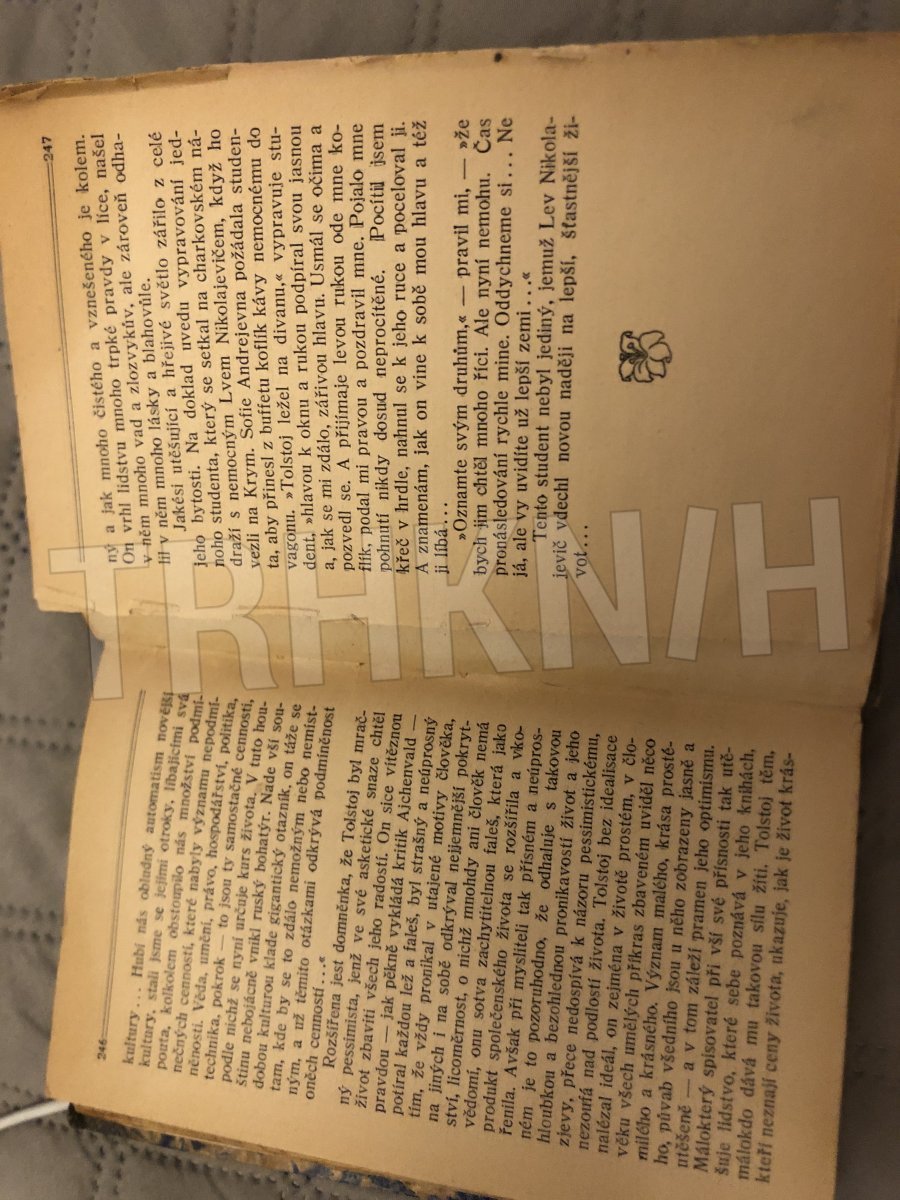 246
kultury... Hubí nás obludný automatism novější
kultury, stali jsme se jejími otroky, líbajícími svá
pouta, kolkolem obstoupilo nás množství podmí-
nečných cenností, které nabyly významu nepodmí-
něnosti. Věda, umění, právo, hospodářství, politika,
technika, pokrok — to jsou ty samostatné cennosti,
podle nichž se nyní určuje kurs života. V tuto hou-
štinu nebojácně vnikl ruský bohatýr. Nade vší sou-
dobou kulturou klade gigantický otazník, on táže se
tam, kde by se to zdálo nemožným nebo nemíst-
ným, a už těmito otázkami odkrývá podmíněnost
oněch cenností...«
Rozšířena jest domněnka, že Tolstoj byl mrač-
ný pessimista, jenž ve své asketické snaze chtěl
život zbaviti všech jeho radostí. On sice vítěznou
pravdou — jak pěkně vykládá kritik Ajchenvald —
potíral každou lež a faleš, byl strašný a neúprosný
tím, že vždy pronikal v utajené motivy člověka,
na jiných i na sobě odkrýval nejjemnější pokryt-
ství, licoměrnost, o nichž mnohdy ani člověk nemá
vědomí, onu sotva zachytitelnou faleš, která jako
produkt společenského života se rozšířila a vko-
řenila. Avšak při mysliteli tak přísném a neúpros-
ném je to pozoruhodno, že odhaluje s takovou
hloubkou a bezohlednou pronikavostí život a jeho
zjevy, přece nedospívá k názoru pessimistickému,
nezoufá nad podlostí života. Tolstoj bez idealisace
nalézal ideál, on zejména v životě prostém, v člo-
věku všech umělých příkras zbaveném uviděl něco
milého a krásného. Význam malého, krása prosté-
ho, půvab všedního jsou u něho zobrazeny jasně a
ntěšeně — a v tom záleží pramen jeho optimismu.
Málokterý spisovatel při vší své přísnosti tak utě-
šuje lidstvo, které sebe poznává v jeho knihách,
málokdo dává mu takovou sílu žíti. Tolstoj těm,
kteří neznají ceny života, ukazuje, jak je život krás-
247
ný a jak mnoho čistého a vznešeného je kolem.
On vrhl lidstvu mnoho trpké pravdy v líce, našel
v něm mnoho vad a zlozvykův, ale zároveň odha-
lil v něm mnoho lásky a blahovůle.
Jakési utěšující a hřejivé světlo zářilo z celé
jeho bytosti. Na doklad uvedu vypravování jed-
noho studenta, který se setkal na charkovském ná-
draží s nemocným Lvem Nikolajevičem, když ho
vezli na Krym. Sofie Andrejevna požádala studen-
ta, aby přinesl z buffetu koflík kávy nemocnému do
vagonu. »Tolstoj ležel na divanu,« vypravuje stu-
dent, »hlavou k oknu a rukou podpíral svou jasnou
a, jak se mi zdálo, zářivou hlavu. Usmál se očima a
pozvedl se. A přijímaje levou rukou ode mne ko-
flík, podal mi pravou a pozdravil mne. Pojalo mne
pohnutí nikdy dosud neprocítěné. Pocítil jsem
křeč v hrdle, nahnul se k jeho ruce a poceloval ji.
A znamenám, jak on vine k sobě mou hlavu a též
ji líbá...
»Oznamte svým druhům,« — pravil mi, — »že
bych jim chtěl mnoho říci. Ale nyní nemohu. Čas
pronásledování rychle mine. Oddychneme si... Ne
já, ale vy uvidíte už lepší zemi...«
Tento student nebyl jediný, jemuž Lev Nikola-
jevič vdechl novou naději na lepší, šťastnější ži-
vot...
TRHKNIH